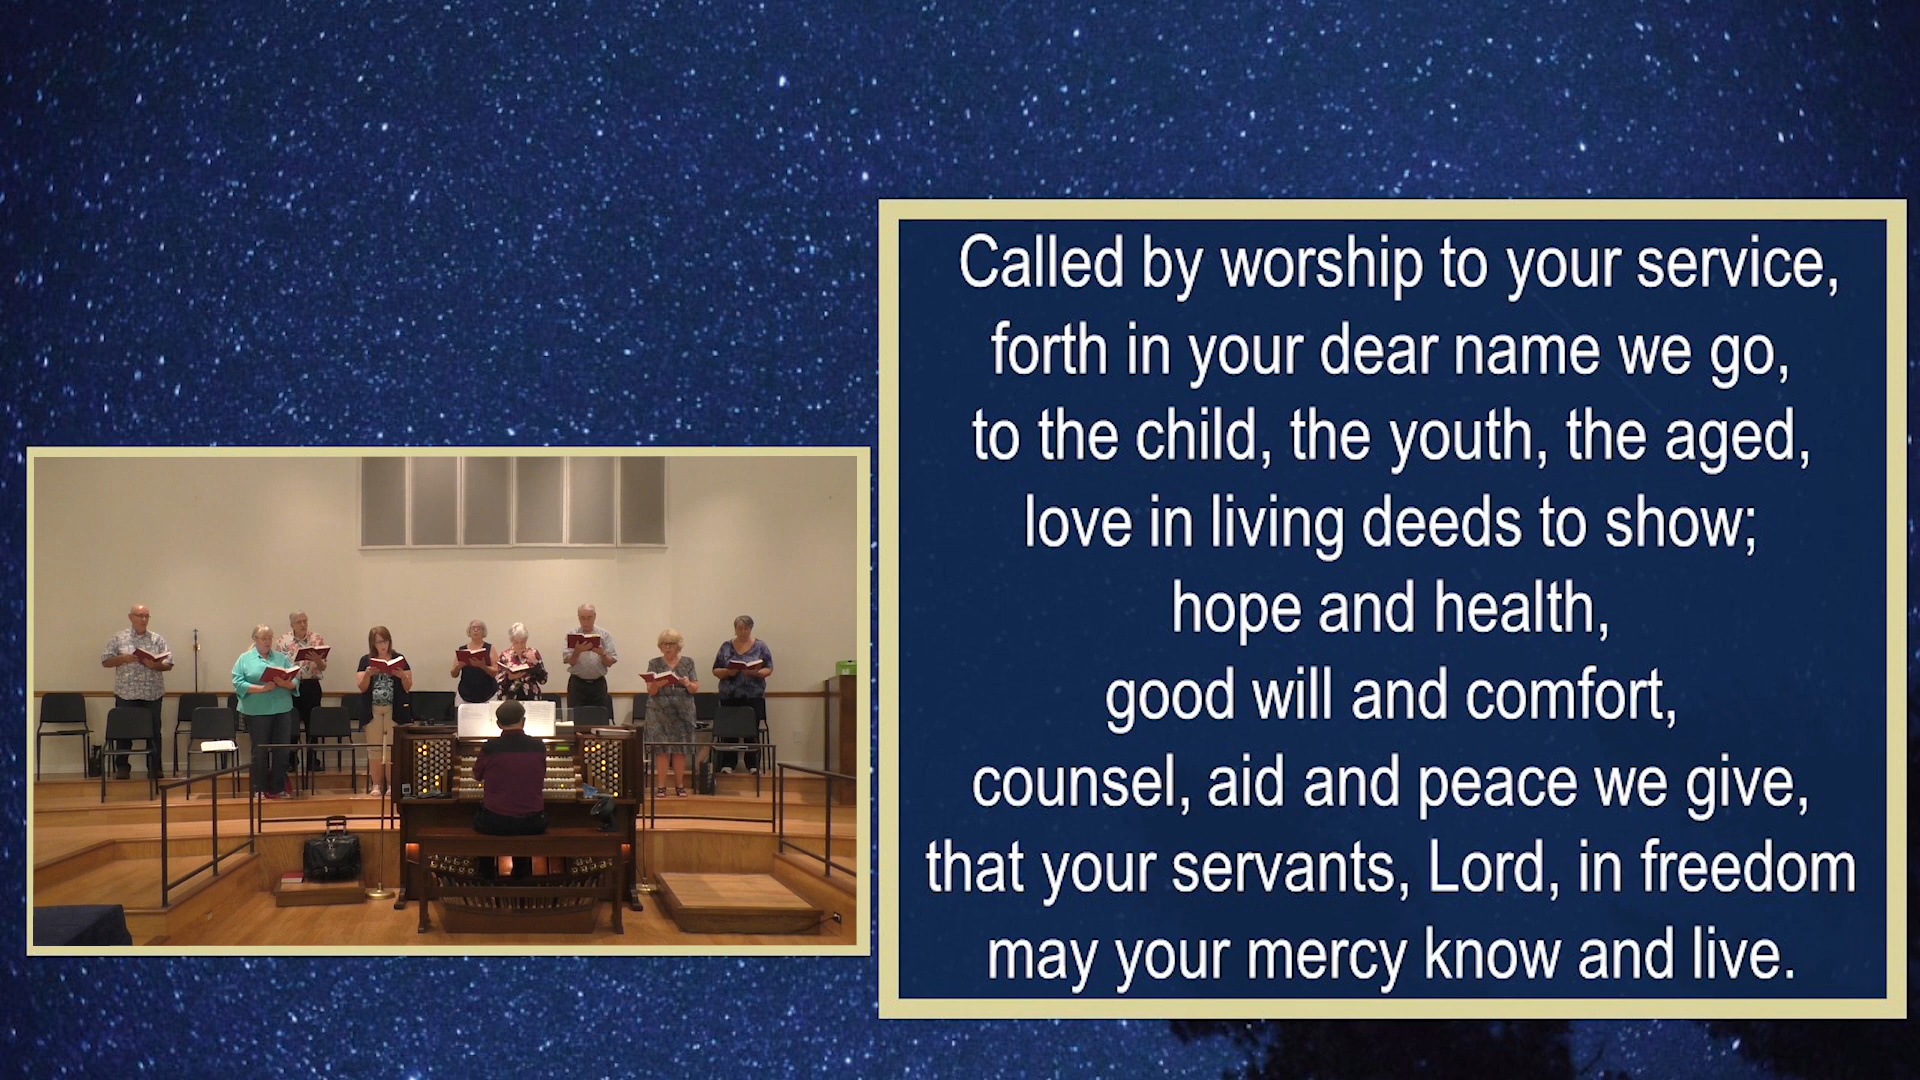 Called by worship to your service,
forth in your dear name we go,
to the child, the youth, the aged,
love in living deeds to show;
hope and health,
good will and comfort,
counsel, aid and peace we give,
that your servants, Lord, in freedom
may your mercy know and live.